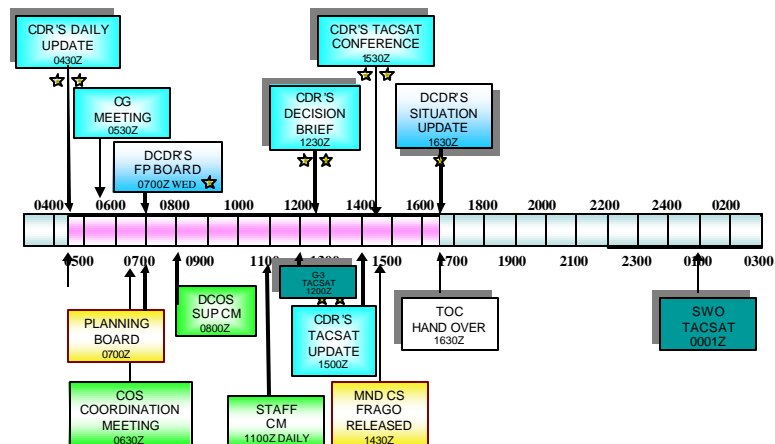 CDR'S DAILY
UPDATE
0430Z
CG
MEETING
0530Z
DCDR'S
FP BOARD
0700Z WED
CDR'S
DECISION
BRIEF
1230Z
CDR'S TACSAT
CONFERENCE
1530Z
DCDR'S
SITUATION
UPDATE
1630Z
0400 0600 0800 1000 1200 1400 1600 1800 2000 2200 2400 0200
0500 0700 0900 1100 1300 1500 1700 1900 2100 2300 0100 0300
G-3
TACSAT
1200Z
PLANNING
BOARD
0700Z
DCOS
SUP CM
0800Z
CDR'S
TACSAT
UPDATE
1500Z
TOC
HAND OVER
1630Z
SWO
TACSAT
0001Z
COS
COORDINATION
MEETING
0630Z
STAFF
CM
1100Z DAILY
MND CS
FRAGO
RELEASED
1430Z